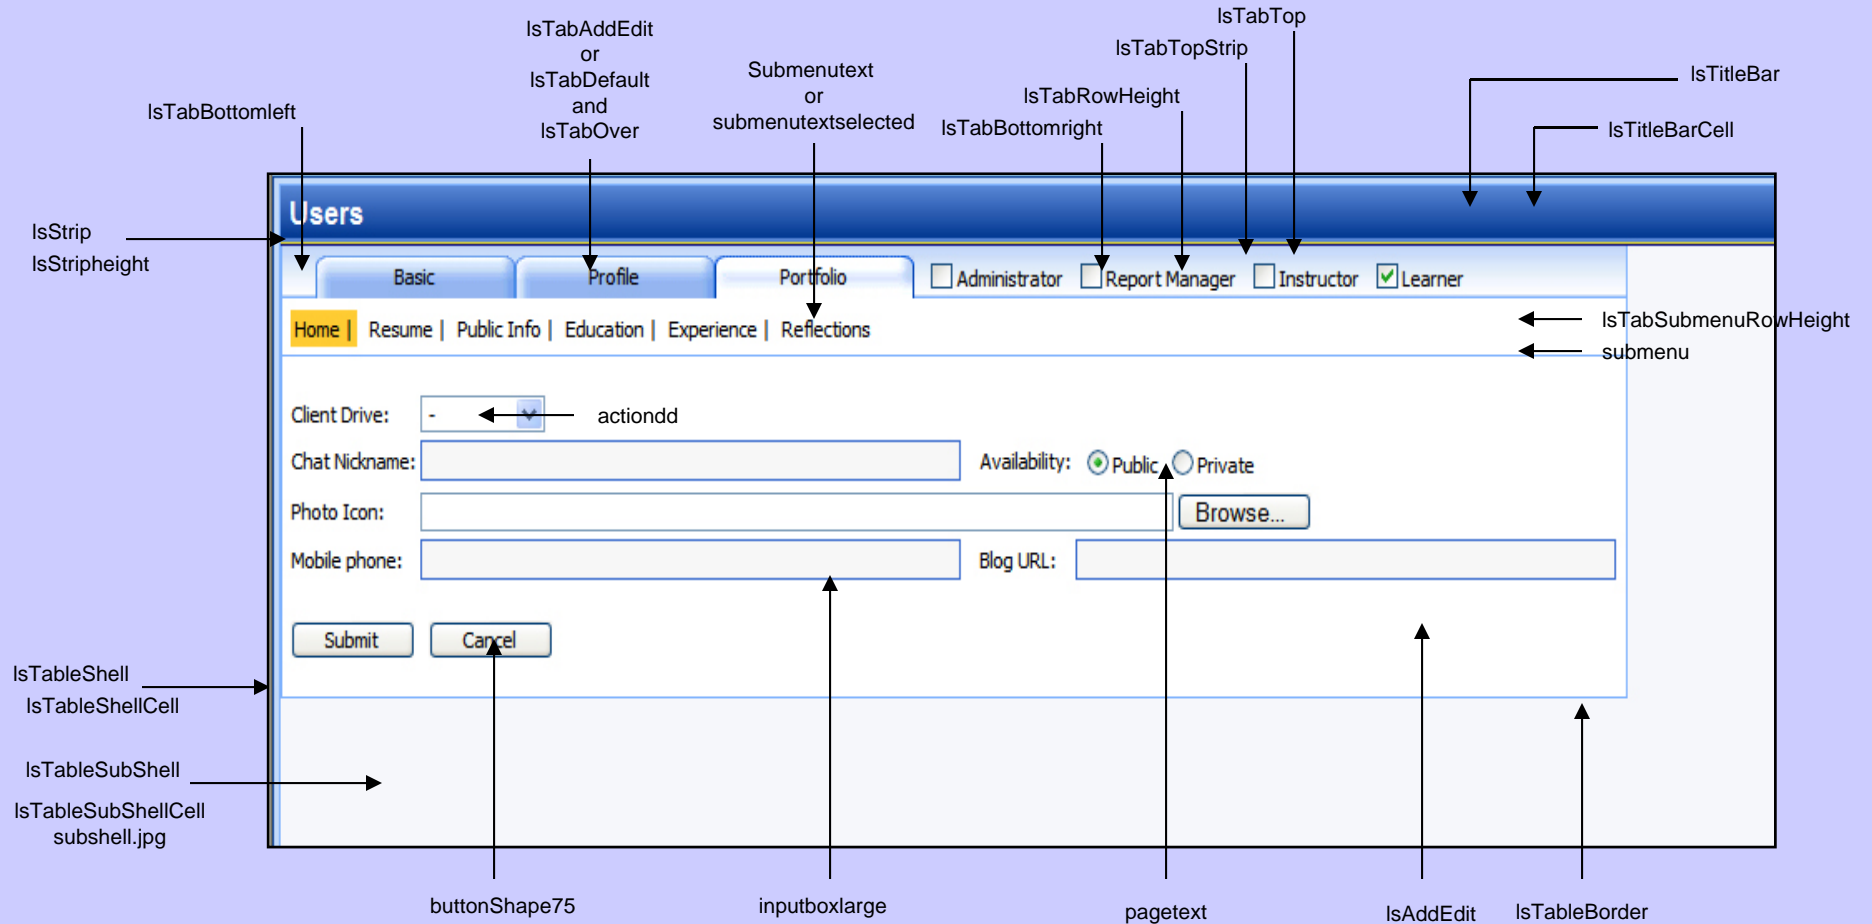 lsTabTop
lsTabAddEdit
or
lsTabDefault
and
lsTabOver
lsTabTopStrip
Submenutext
or
submenutextselected
lsTitleBar
lsTabRowHeight
lsTabBottomleft
lsTabBottomright
lsTitleBarCell
Users
lsStrip
lsStripheight
Basic Profile Portfolio Administrator Report Manager Instructor Learner
Home | Resume | Public Info | Education | Experience | Reflections
lsTabSubmenuRowHeight
submenu
Client Drive: - actiondd
Chat Nickname: Availability: Public Private
Photo Icon: Browse...
Mobile phone: Blog URL:
Submit Cancel
lsTableShell
lsTableShellCell
lsTableSubShell
lsTableSubShellCell
subshell.jpg
buttonShape75 inputboxlarge pagetext lsAddEdit lsTableBorder